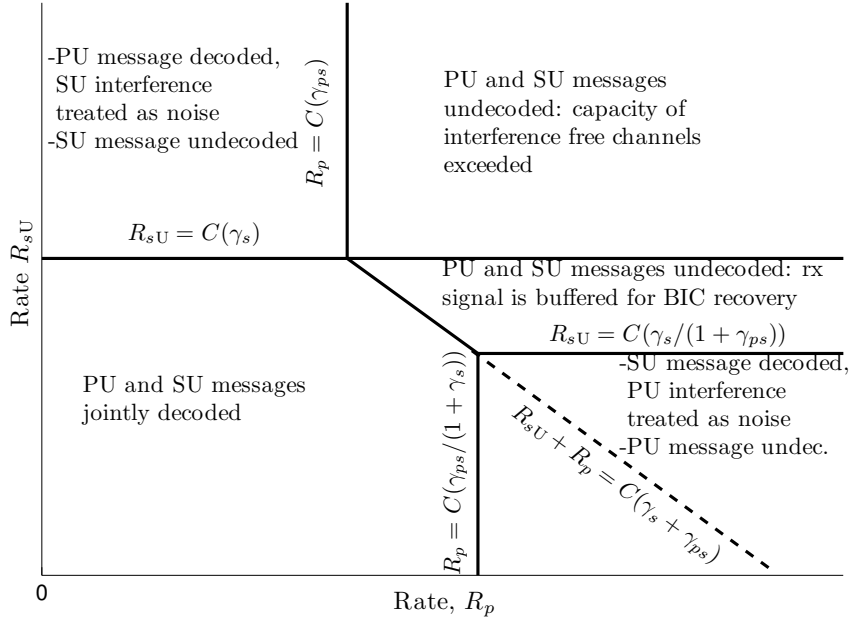 -PU message decoded,
SU interference
treated as noise
-SU message undecoded
R_p = C(γ_ps)
PU and SU messages
undecoded: capacity of
interference free channels
exceeded
R_sU = C(γ_s)
Rate R_sU
PU and SU messages undecoded: rx
signal is buffered for BIC recovery
R_sU = C(γ_s/(1 + γ_ps))
PU and SU messages
jointly decoded
R_p = C(γ_ps/(1 + γ_s))
-SU message decoded,
PU interference
treated as noise
-PU message undec.
R_sU + R_p = C(γ_s + γ_ps)
0
Rate, R_p